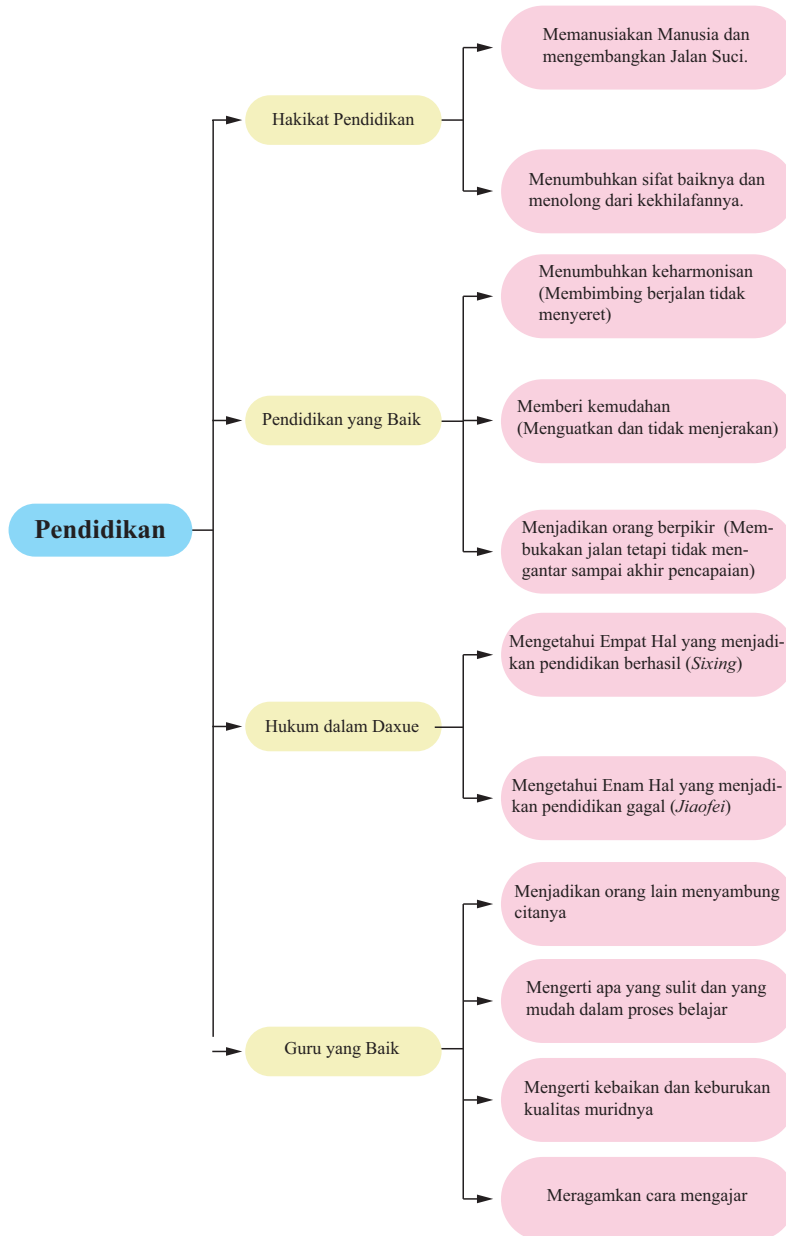 Pendidikan
Hakikat Pendidikan
Memanusiakan Manusia dan
mengembangkan Jalan Suci.
Menumbuhkan sifat baiknya dan
menolong dari kekhilafannya.
Pendidikan yang Baik
Menumbuhkan keharmonisan
(Membimbing berjalan tidak
menyeret)
Memberi kemudahan
(Menguatkan dan tidak menjerakan)
Menjadikan orang berpikir (Mem-
bukakan jalan tetapi tidak men-
gantar sampai akhir pencapaian)
Hukum dalam Daxue
Mengetahui Empat Hal yang menjadi-
kan pendidikan berhasil (Sixing)
Mengetahui Enam Hal yang menjadi-
kan pendidikan gagal (Jiaofei)
Guru yang Baik
Menjadikan orang lain menyambung
citanya
Mengerti apa yang sulit dan yang
mudah dalam proses belajar
Mengerti kebaikan dan keburukan
kualitas muridnya
Meragamkan cara mengajar